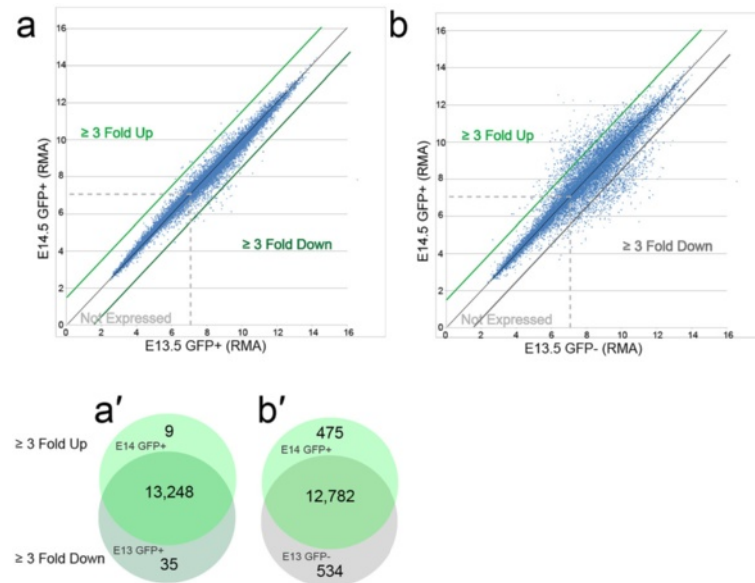 a
16
14
12
10
8
6
4
2
0
E14.5 GFP+ (RMA)
≥ 3 Fold Up
≥ 3 Fold Down
Not Expressed
0 2 4 6 8 10 12 14 16
E13.5 GFP+ (RMA)
b
16
14
12
10
8
6
4
2
0
E14.5 GFP+ (RMA)
≥ 3 Fold Up
≥ 3 Fold Down
Not Expressed
0 2 4 6 8 10 12 14 16
E13.5 GFP- (RMA)
a′
≥ 3 Fold Up
9
E14 GFP+
13,248
E13 GFP+
≥ 3 Fold Down
35
b′
475
E14 GFP+
12,782
E13 GFP-
534